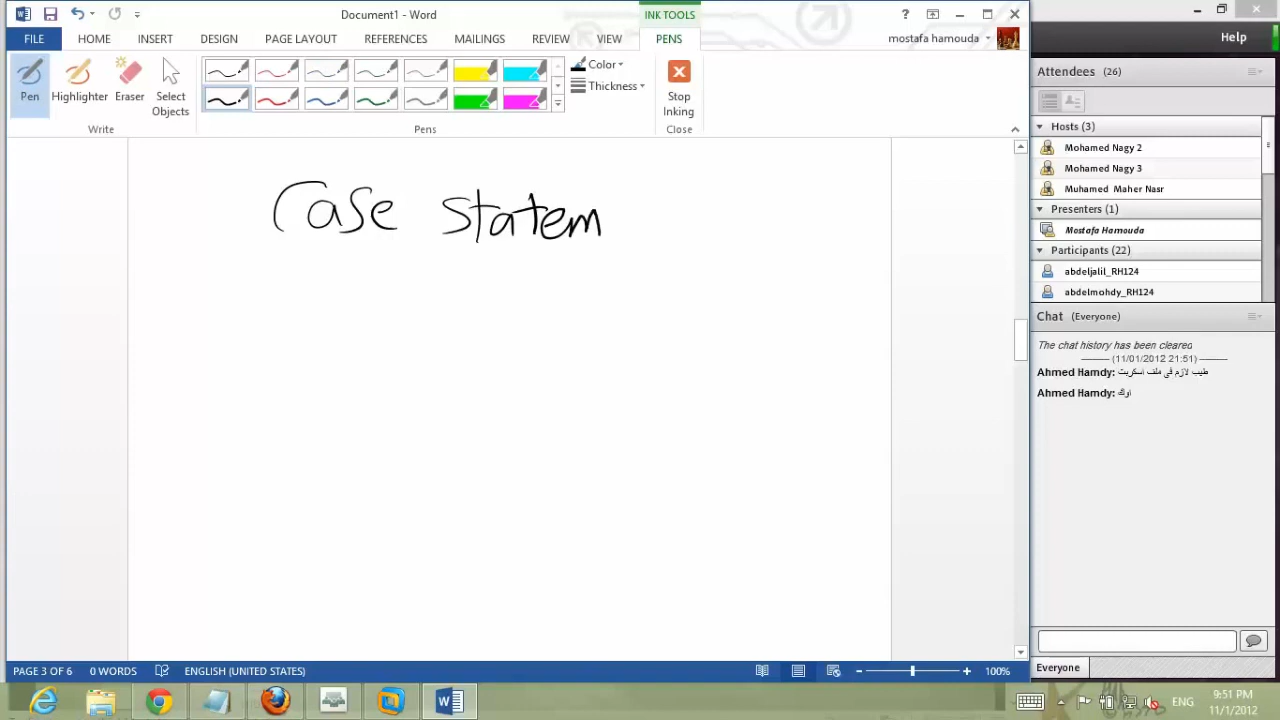 Document1 - Word
INK TOOLS
FILE
HOME
INSERT
DESIGN
PAGE LAYOUT
REFERENCES
MAILINGS
REVIEW
VIEW
PENS
mostafa hamouda
Help
Pen
Highlighter
Eraser
Select
Objects
Color
Thickness
Stop
Inking
Write
Pens
Close
Case statem
Attendees (26)
Hosts (3)
Mohamed Nagy 2
Mohamed Nagy 3
Muhamed Maher Nasr
Presenters (1)
Mostafa Hamouda
Participants (22)
abdeljalil_RH124
abdelmohdy_RH124
Chat (Everyone)
The chat history has been cleared
(11/01/2012 21:51)
Ahmed Hamdy: طيب لازم فى ملف اسكريبت
Ahmed Hamdy: اوك
Everyone
PAGE 3 OF 6
0 WORDS
ENGLISH (UNITED STATES)
100%
ENG
9:51 PM
11/1/2012